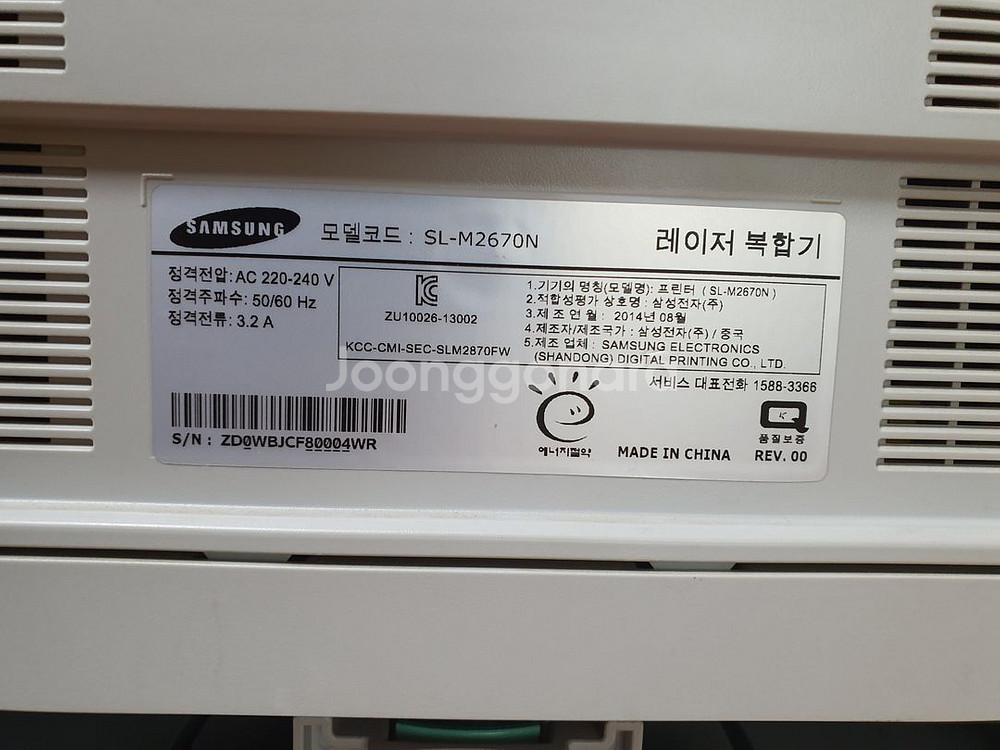 SAMSUNG 모델코드 : SL-M2670N 레이저 복합기
정격전압: AC 220-240 V
정격주파수: 50/60 Hz
정격전류: 3.2 A
ZU10026-13002
KCC-CMI-SEC-SLM2870FW
1.기기의 명칭(모델명): 프린터 ( SL-M2670N )
2.적합성평가 상호명 : 삼성전자(주)
3.제 조 연 월 : 2014년 08월
4.제조자/제조국가 : 삼성전자(주) / 중국
5.제조 업체 : SAMSUNG ELECTRONICS
(SHANDONG) DIGITAL PRINTING CO., LTD.
Joonggonara
서비스 대표전화 1588-3366
S/N : ZD0WBJCF80004WR
에너지절약
MADE IN CHINA
품질보증
REV. 00